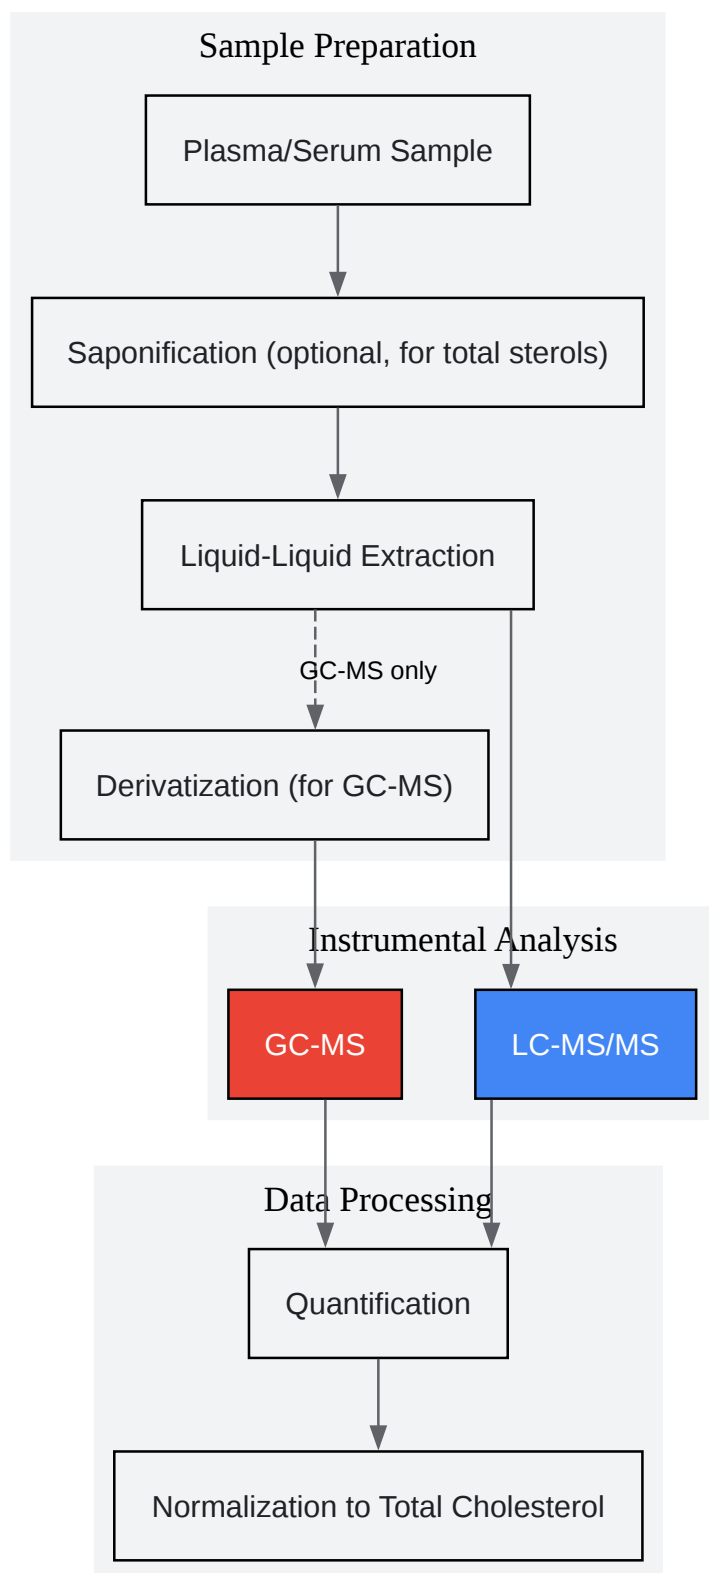 Sample Preparation
Plasma/Serum Sample
Saponification (optional, for total sterols)
Liquid-Liquid Extraction
GC-MS only
Derivatization (for GC-MS)
Instrumental Analysis
GC-MS
LC-MS/MS
Data Processing
Quantification
Normalization to Total Cholesterol